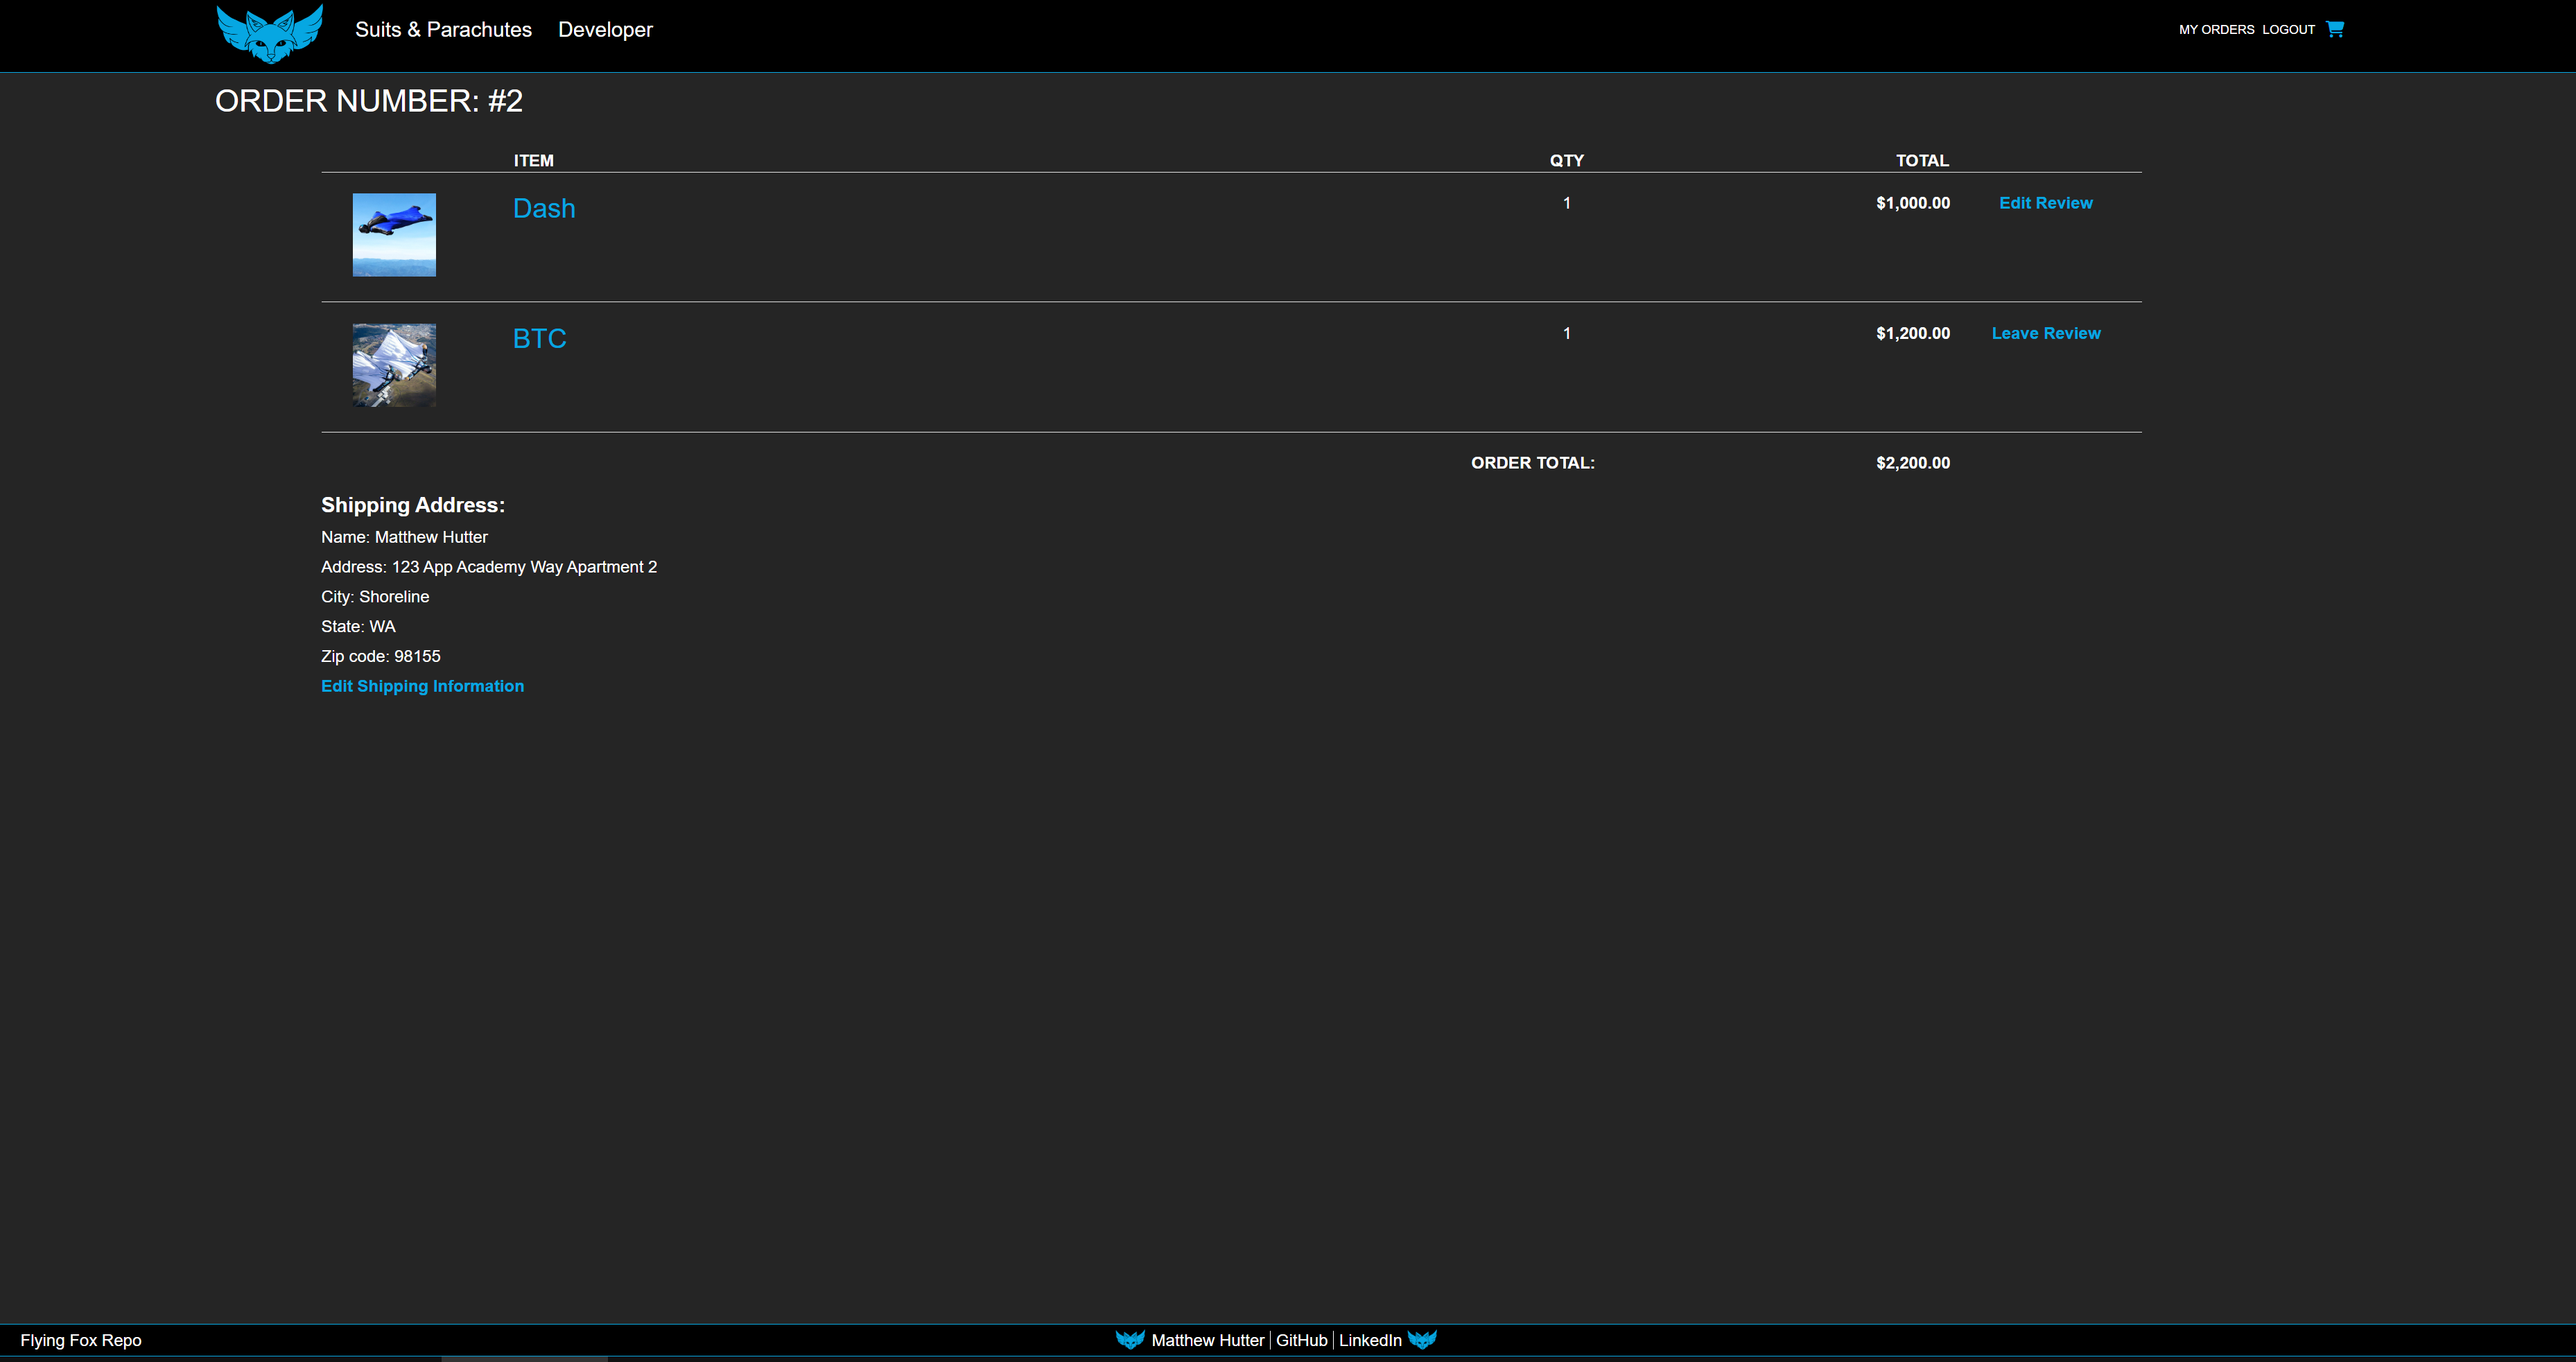 Suits & Parachutes Developer MY ORDERS LOGOUT
ORDER NUMBER: #2
ITEM QTY TOTAL
Dash 1 $1,000.00 Edit Review
BTC 1 $1,200.00 Leave Review
ORDER TOTAL: $2,200.00
Shipping Address:
Name: Matthew Hutter
Address: 123 App Academy Way Apartment 2
City: Shoreline
State: WA
Zip code: 98155
Edit Shipping Information
Flying Fox Repo Matthew Hutter GitHub LinkedIn